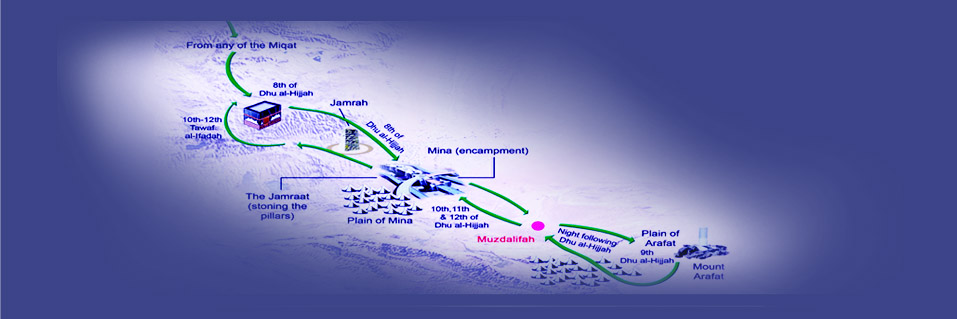 From any of the Miqat
8th of
Dhu al-Hijjah
Jamrah
10th-12th
Tawaf
al-Ifadah
8th of
Dhu al-Hijjah
Mina (encampment)
The Jamraat
(stoning the
pillars)
Plain of Mina
10th,11th
& 12th of
Dhu al-Hijjah
Muzdalifah
Night following
Dhu al-Hijjah
Plain of
Arafat
9th
Dhu al-Hijjah
Mount
Arafat